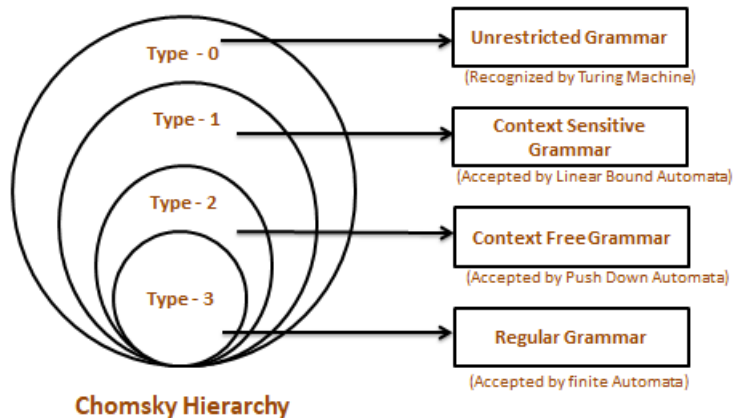 Type - 0
Unrestricted Grammar
(Recognized by Turing Machine)
Type - 1
Context Sensitive
Grammar
(Accepted by Linear Bound Automata)
Type - 2
Context Free Grammar
(Accepted by Push Down Automata)
Type - 3
Regular Grammar
(Accepted by finite Automata)
Chomsky Hierarchy